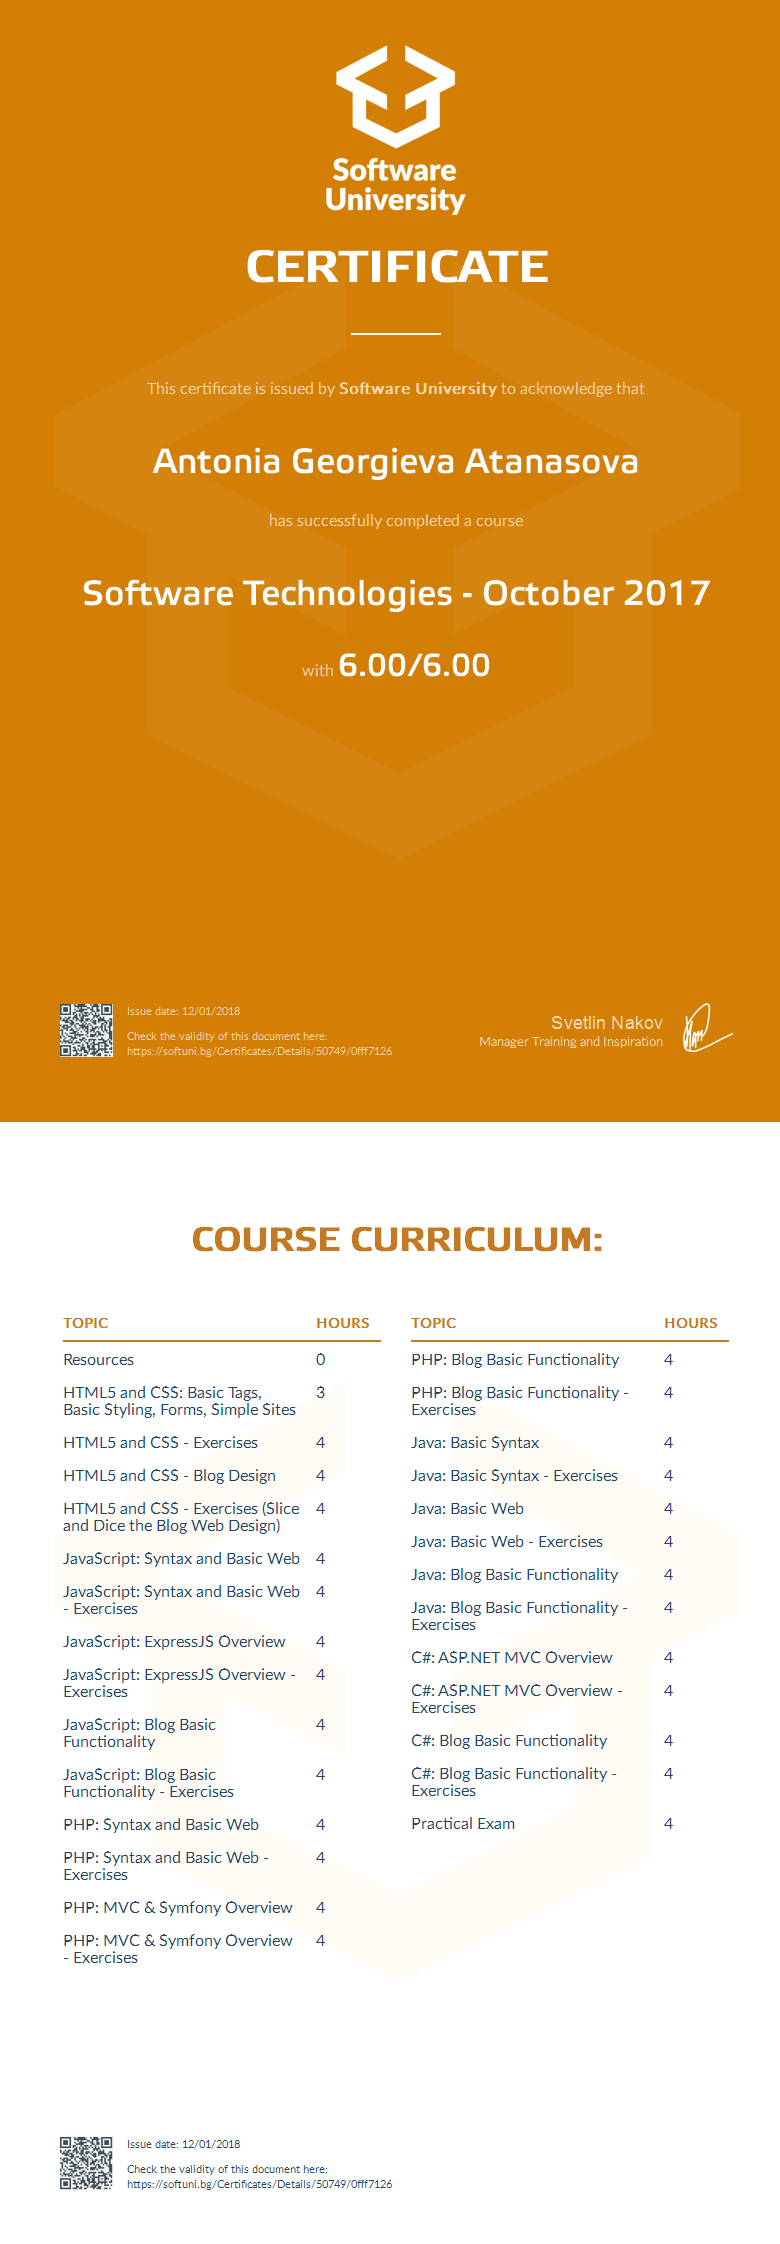 Software
University
CERTIFICATE
This certificate is issued by Software University to acknowledge that
Antonia Georgieva Atanasova
has successfully completed a course
Software Technologies - October 2017
with 6.00/6.00
Issue date: 12/01/2018
Check the validity of this document here:
https://softuni.bg/Certificates/Details/50749/0fff7126
Svetlin Nakov
Manager Training and Inspiration
COURSE CURRICULUM:
TOPIC HOURS
Resources 0
HTML5 and CSS: Basic Tags, 3
Basic Styling, Forms, Simple Sites
HTML5 and CSS - Exercises 4
HTML5 and CSS - Blog Design 4
HTML5 and CSS - Exercises (Slice 4
and Dice the Blog Web Design)
JavaScript: Syntax and Basic Web 4
JavaScript: Syntax and Basic Web 4
- Exercises
JavaScript: ExpressJS Overview 4
JavaScript: ExpressJS Overview - 4
Exercises
JavaScript: Blog Basic 4
Functionality
JavaScript: Blog Basic 4
Functionality - Exercises
PHP: Syntax and Basic Web 4
PHP: Syntax and Basic Web - 4
Exercises
PHP: MVC & Symfony Overview 4
PHP: MVC & Symfony Overview 4
- Exercises
TOPIC HOURS
PHP: Blog Basic Functionality 4
PHP: Blog Basic Functionality - 4
Exercises
Java: Basic Syntax 4
Java: Basic Syntax - Exercises 4
Java: Basic Web 4
Java: Basic Web - Exercises 4
Java: Blog Basic Functionality 4
Java: Blog Basic Functionality - 4
Exercises
C#: ASP.NET MVC Overview 4
C#: ASP.NET MVC Overview - 4
Exercises
C#: Blog Basic Functionality 4
C#: Blog Basic Functionality - 4
Exercises
Practical Exam 4
Issue date: 12/01/2018
Check the validity of this document here:
https://softuni.bg/Certificates/Details/50749/0fff7126